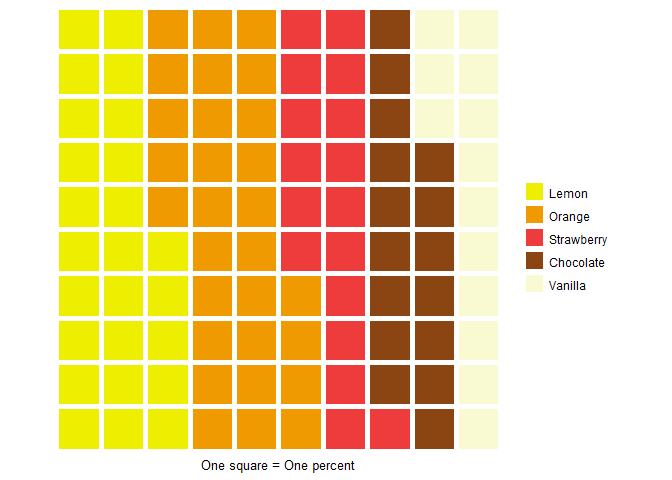 Lemon
Orange
Strawberry
Chocolate
Vanilla
One square = One percent